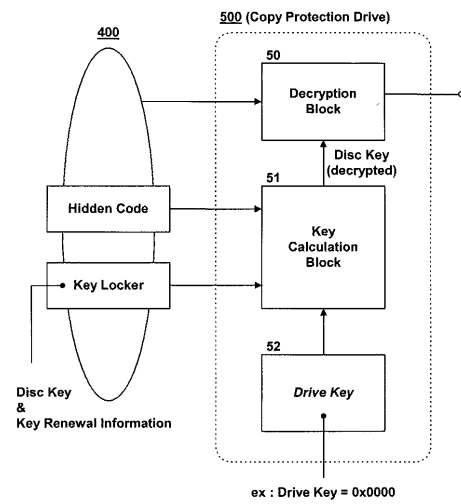 500 (Copy Protection Drive)
400
50
Decryption
Block
Disc Key
(decrypted)
51
Hidden Code
Key
Calculation
Block
Key Locker
52
Drive Key
Disc Key
&
Key Renewal Information
ex : Drive Key = 0x0000